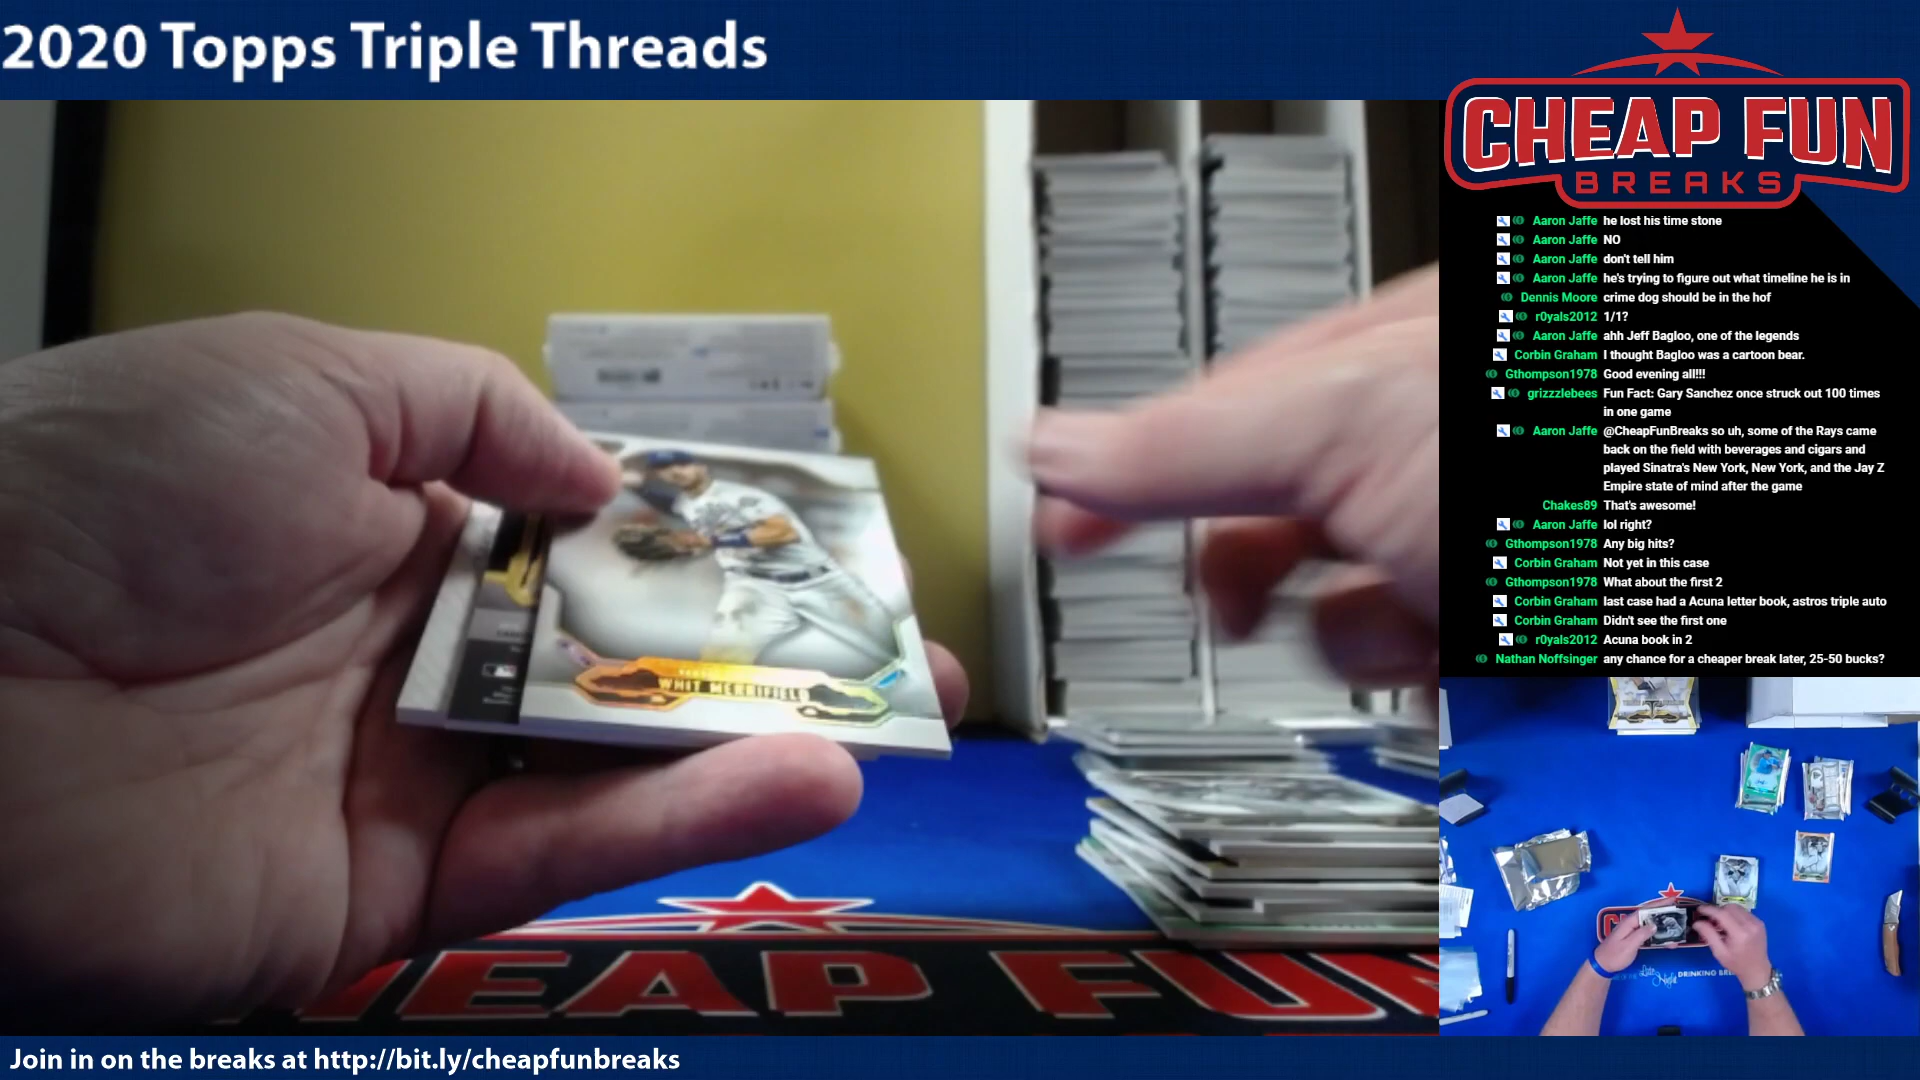 2020 Topps Triple Threads
CHEAP FUN
BREAKS
Aaron Jaffe he lost his time stone
Aaron Jaffe NO
Aaron Jaffe don't tell him
Aaron Jaffe he's trying to figure out what timeline he is in
Dennis Moore crime dog should be in the hof
r0yals2012 1/1?
Aaron Jaffe ahh Jeff Bagloo, one of the legends
Corbin Graham I thought Bagloo was a cartoon bear.
Gthompson1978 Good evening all!!!
grizzzlebees Fun Fact: Gary Sanchez once struck out 100 times
in one game
Aaron Jaffe @CheapFunBreaks so uh, some of the Rays came
back on the field with beverages and cigars and
played Sinatra's New York, New York, and the Jay Z
Empire state of mind after the game
Chakes89 That's awesome!
Aaron Jaffe lol right?
Gthompson1978 Any big hits?
Corbin Graham Not yet in this case
Gthompson1978 What about the first 2
Corbin Graham last case had a Acuna letter book, astros triple auto
Corbin Graham Didn't see the first one
r0yals2012 Acuna book in 2
Nathan Noffsinger any chance for a cheaper break later, 25-50 bucks?
WHIT MERRIFIELD
HEAP FUN
DRINKING
Join in on the breaks at http://bit.ly/cheapfunbreaks